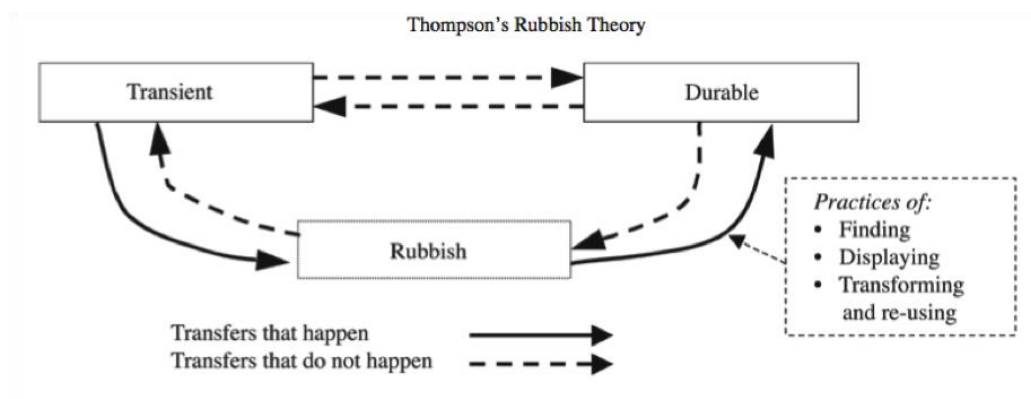 Thompson's Rubbish Theory
Transient
Durable
Rubbish
Practices of:
• Finding
• Displaying
• Transforming
and re-using
Transfers that happen
Transfers that do not happen